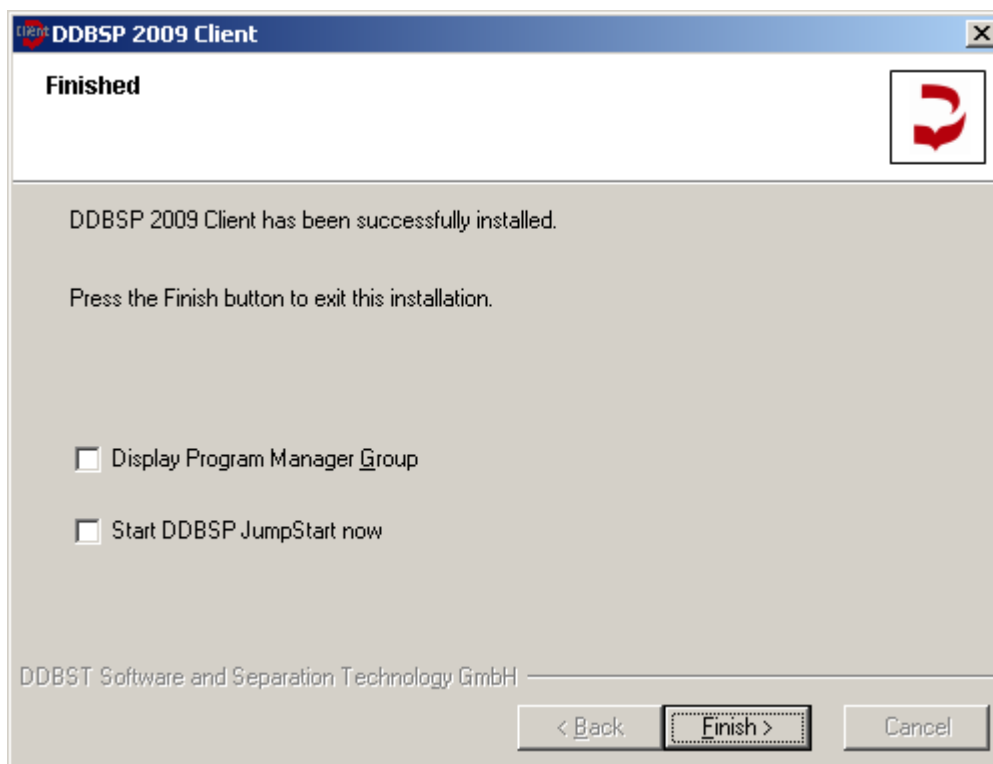 DDBSP 2009 Client
Finished
DDBSP 2009 Client has been successfully installed.
Press the Finish button to exit this installation.
Display Program Manager Group
Start DDBSP JumpStart now
DDBST Software and Separation Technology GmbH
< Back Finish > Cancel